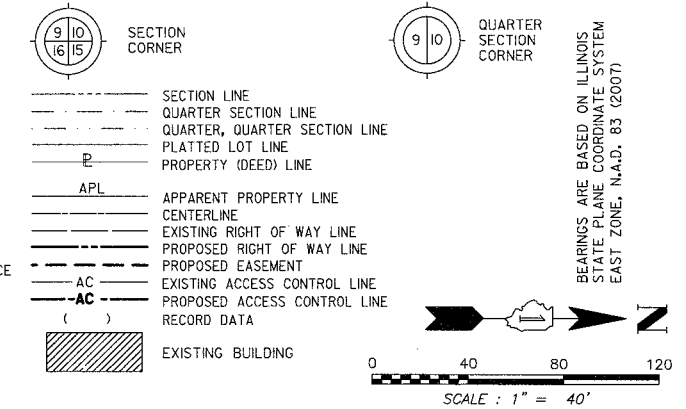 9 10
16 15
SECTION
CORNER
9 10
QUARTER
SECTION
CORNER
SECTION LINE
QUARTER SECTION LINE
QUARTER, QUARTER SECTION LINE
PLATTED LOT LINE
PL PROPERTY (DEED) LINE
APL APPARENT PROPERTY LINE
CENTERLINE
EXISTING RIGHT OF WAY LINE
PROPOSED RIGHT OF WAY LINE
CE
PROPOSED EASEMENT
AC EXISTING ACCESS CONTROL LINE
AC PROPOSED ACCESS CONTROL LINE
( ) RECORD DATA
EXISTING BUILDING
BEARINGS ARE BASED ON ILLINOIS
STATE PLANE COORDINATE SYSTEM
EAST ZONE, N.A.D. 83 (2007)
N
0 40 80 120
SCALE : 1" = 40'